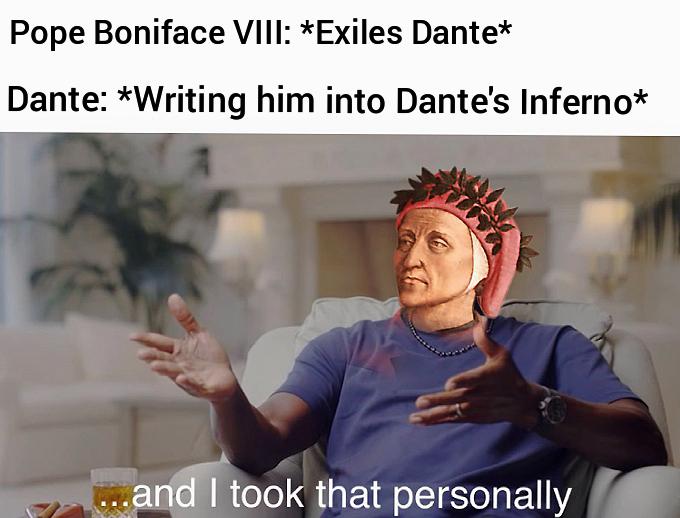 Pope Boniface VIII: *Exiles Dante*
Dante: *Writing him into Dante's Inferno*
...and I took that personally